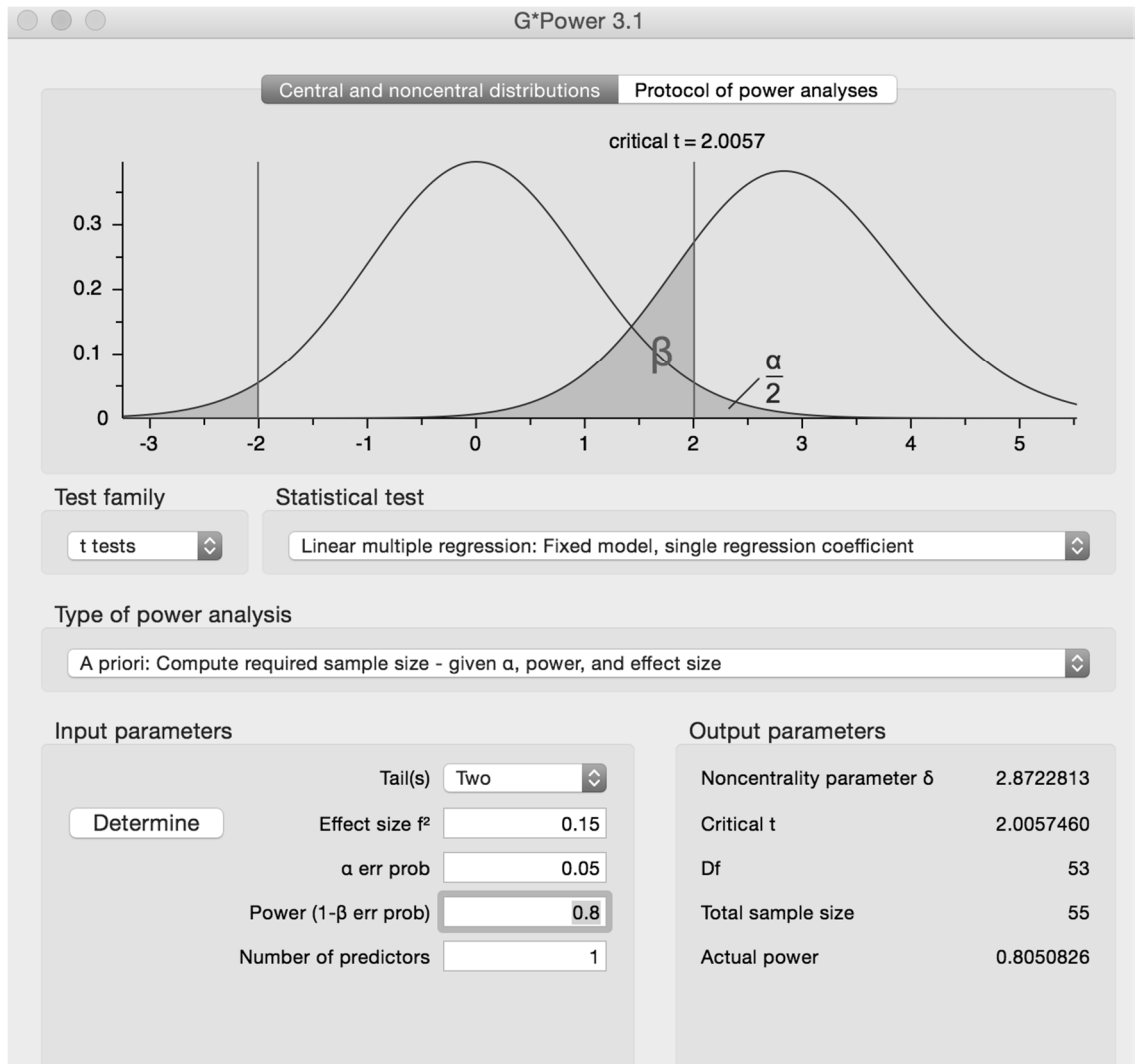 G*Power 3.1
Central and noncentral distributions Protocol of power analyses
critical t = 2.0057
0.3
0.2
0.1
0
β
α
2
-3 -2 -1 0 1 2 3 4 5
Test family Statistical test
t tests Linear multiple regression: Fixed model, single regression coefficient
Type of power analysis
A priori: Compute required sample size - given α, power, and effect size
Input parameters Output parameters
Tail(s) Two Noncentrality parameter δ 2.8722813
Determine Effect size f² 0.15 Critical t 2.0057460
α err prob 0.05 Df 53
Power (1-β err prob) 0.8 Total sample size 55
Number of predictors 1 Actual power 0.8050826